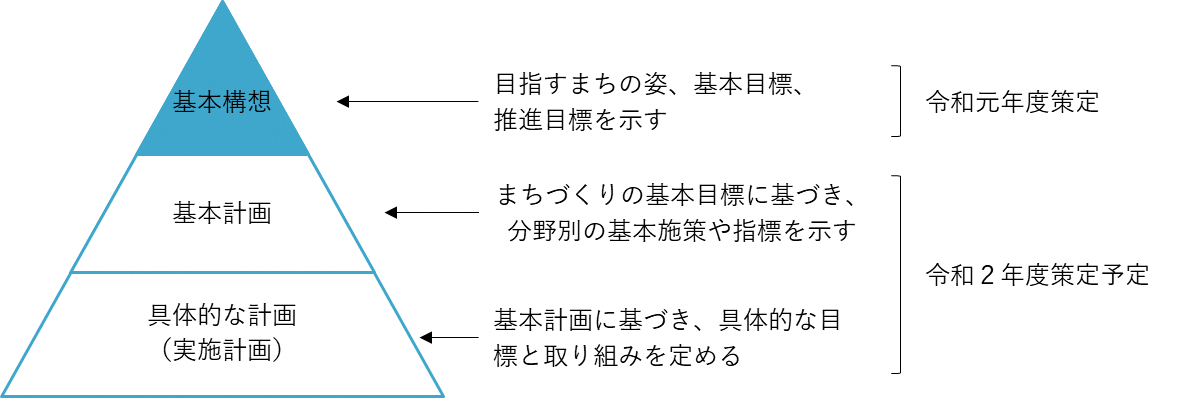 基本構想
目指すまちの姿、基本目標、
推進目標を示す
令和元年度策定
基本計画
まちづくりの基本目標に基づき、
分野別の基本施策や指標を示す
令和２年度策定予定
具体的な計画
（実施計画）
基本計画に基づき、具体的な目
標と取り組みを定める